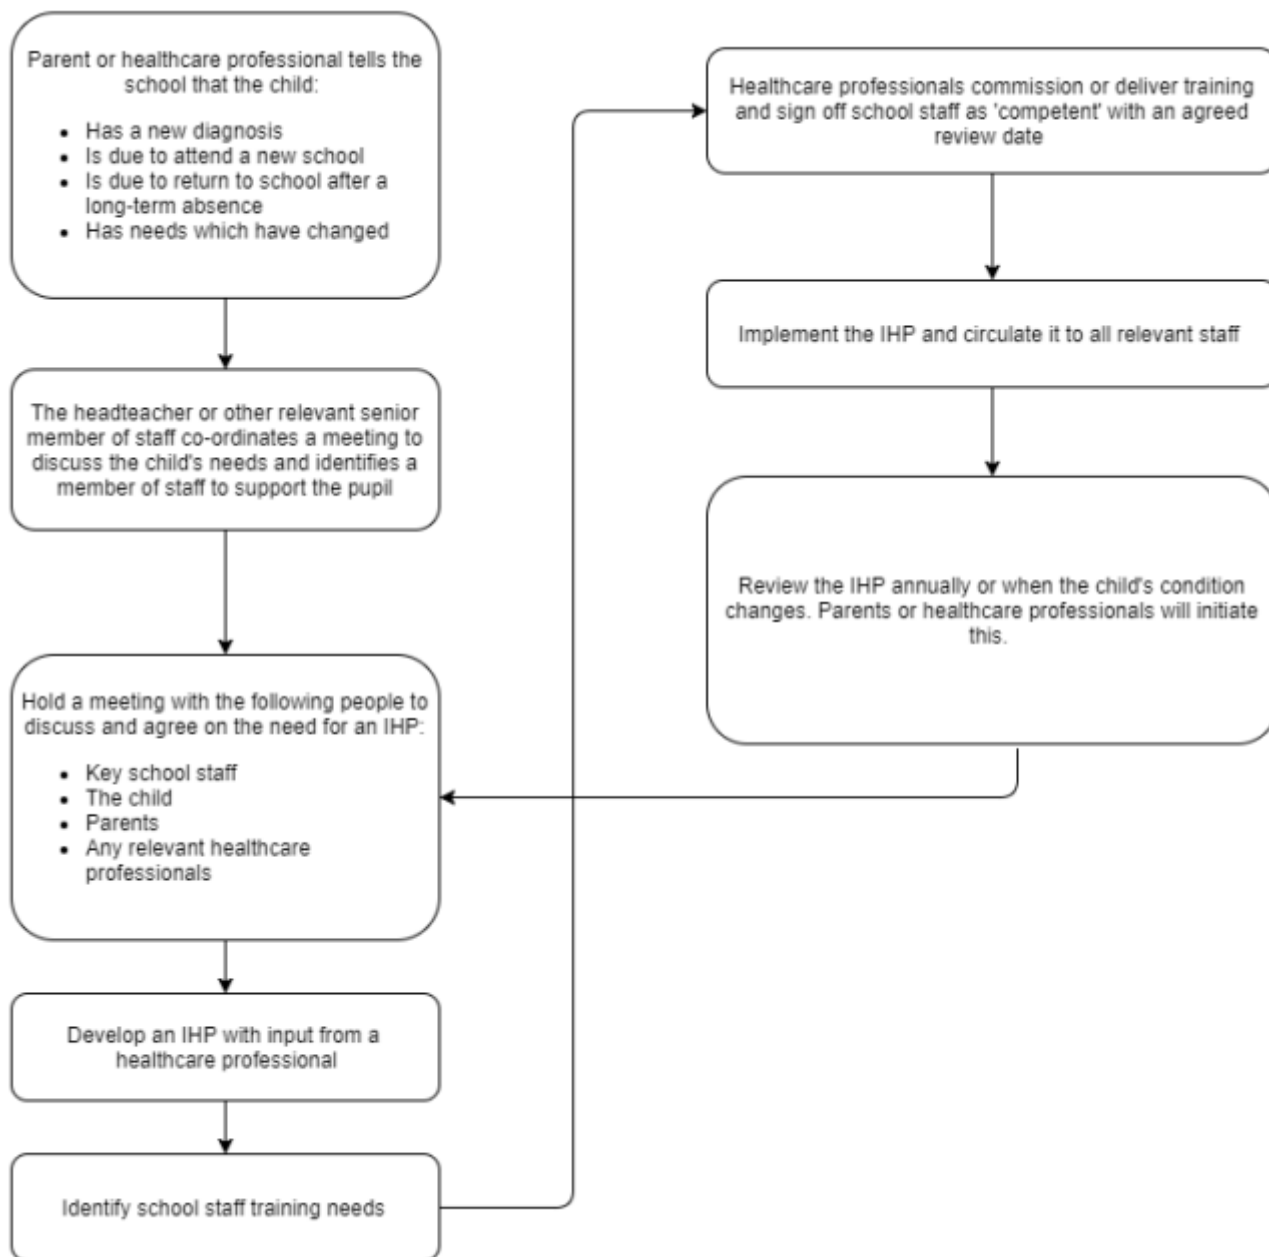 Parent or healthcare professional tells the
school that the child:
• Has a new diagnosis
• Is due to attend a new school
• Is due to return to school after a
long-term absence
• Has needs which have changed
The headteacher or other relevant senior
member of staff co-ordinates a meeting to
discuss the child's needs and identifies a
member of staff to support the pupil
Hold a meeting with the following people to
discuss and agree on the need for an IHP:
• Key school staff
• The child
• Parents
• Any relevant healthcare
professionals
Develop an IHP with input from a
healthcare professional
Identify school staff training needs
Healthcare professionals commission or deliver training
and sign off school staff as 'competent' with an agreed
review date
Implement the IHP and circulate it to all relevant staff
Review the IHP annually or when the child's condition
changes. Parents or healthcare professionals will initiate
this.